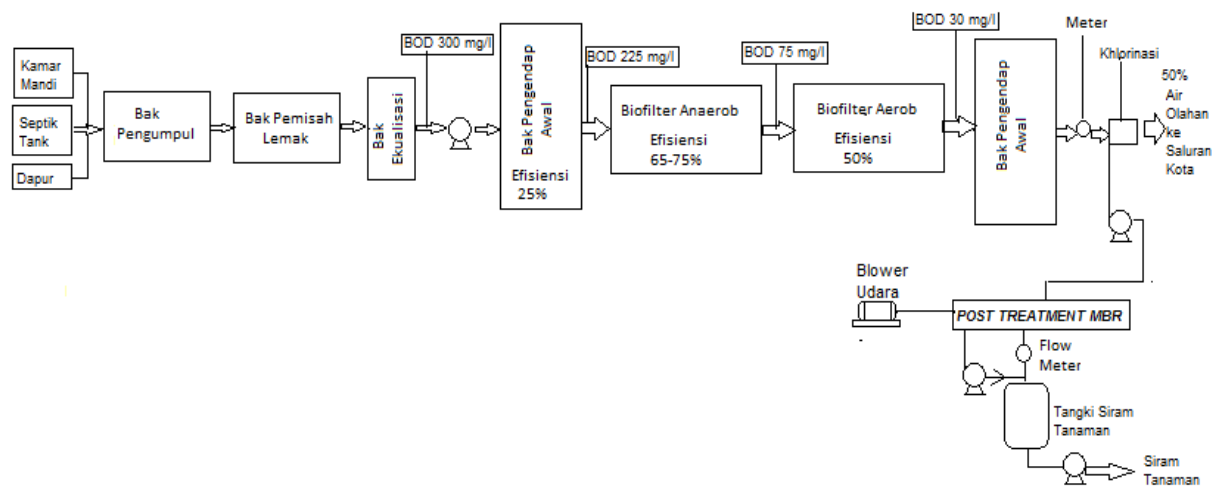 Kamar
Mandi
Septik
Tank
Dapur
Bak
Pengumpul
Bak Pemisah
Lemak
Bak
Ekualisasi
BOD 300 mg/l
Bak Pengendap
Awal
Efisiensi
25%
BOD 225 mg/l
Biofilter Anaerob
Efisiensi
65-75%
BOD 75 mg/l
Biofilter Aerob
Efisiensi
50%
BOD 30 mg/l
Bak Pengendap
Awal
Meter
Khlorinasi
50%
Air
Olahan
ke
Saluran
Kota
Blower
Udara
POST TREATMENT MBR
Flow
Meter
Tangki Siram
Tanaman
Siram
Tanaman